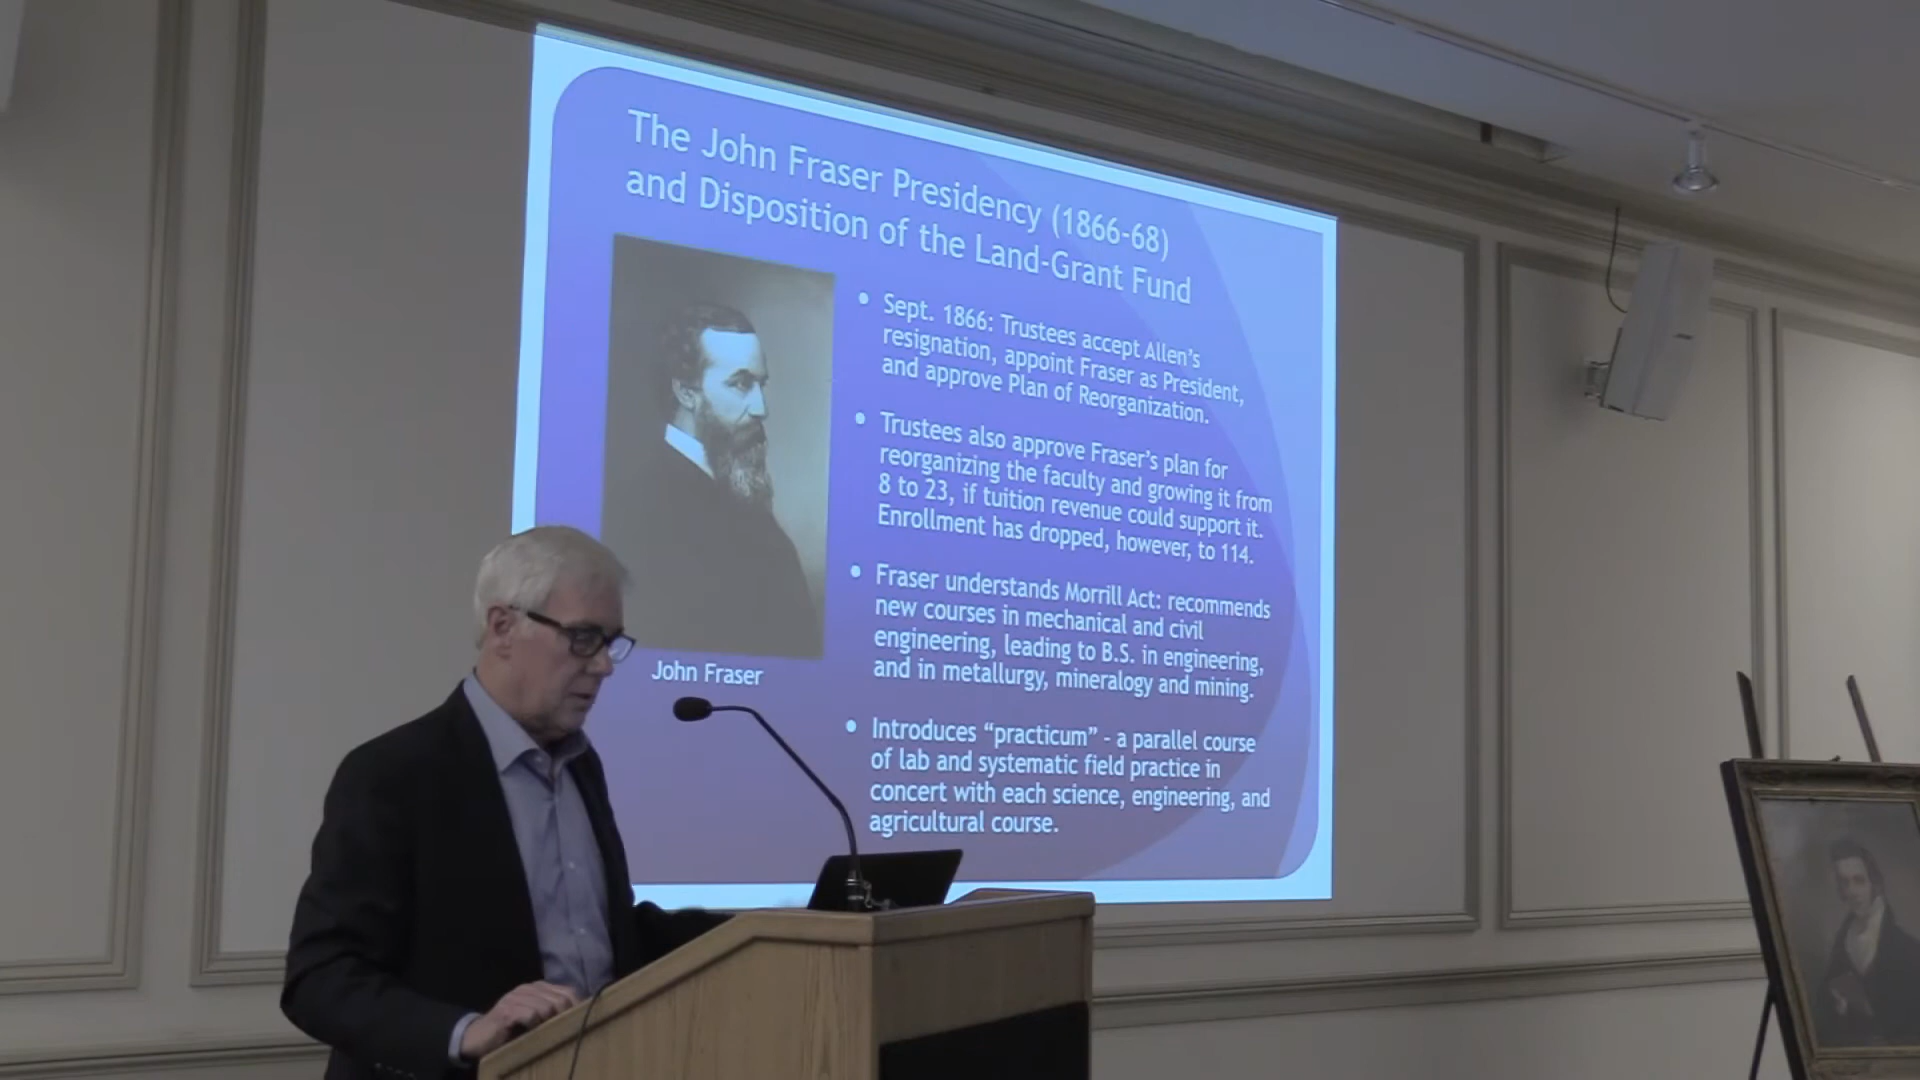 The John Fraser Presidency (1866-68)
and Disposition of the Land-Grant Fund
• Sept. 1866: Trustees accept Allen's
resignation, appoint Fraser as President,
and approve Plan of Reorganization.
• Trustees also approve Fraser's plan for
reorganizing the faculty and growing it from
8 to 23, if tuition revenue could support it.
Enrollment has dropped, however, to 114.
• Fraser understands Morrill Act: recommends
new courses in mechanical and civil
engineering, leading to B.S. in engineering,
and in metallurgy, mineralogy and mining.
• Introduces “practicum” - a parallel course
of lab and systematic field practice in
concert with each science, engineering, and
agricultural course.
John Fraser